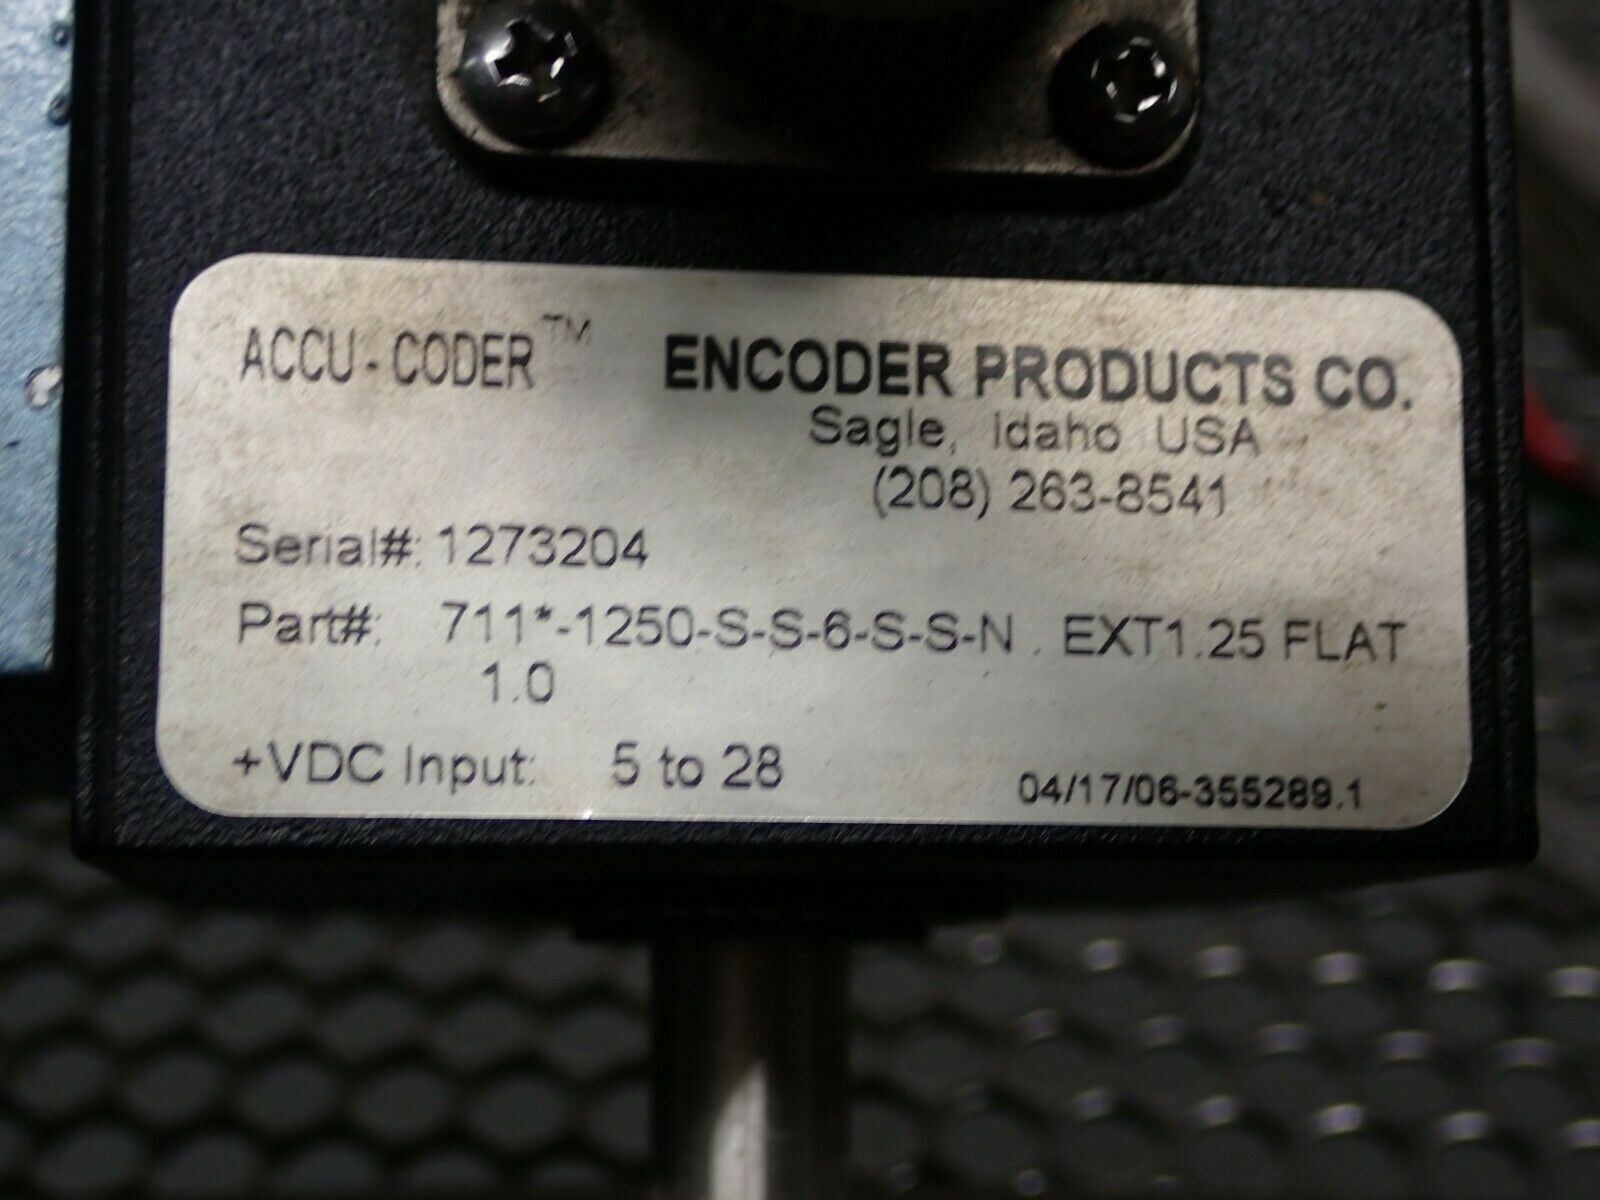 ACCU-CODER™ ENCODER PRODUCTS CO.
Sagle, Idaho USA
(208) 263-8541
Serial#: 1273204
Part#: 711*-1250-S-S-6-S-S-N . EXT1.25 FLAT
1.0
+VDC Input: 5 to 28
04/17/06-355289.1